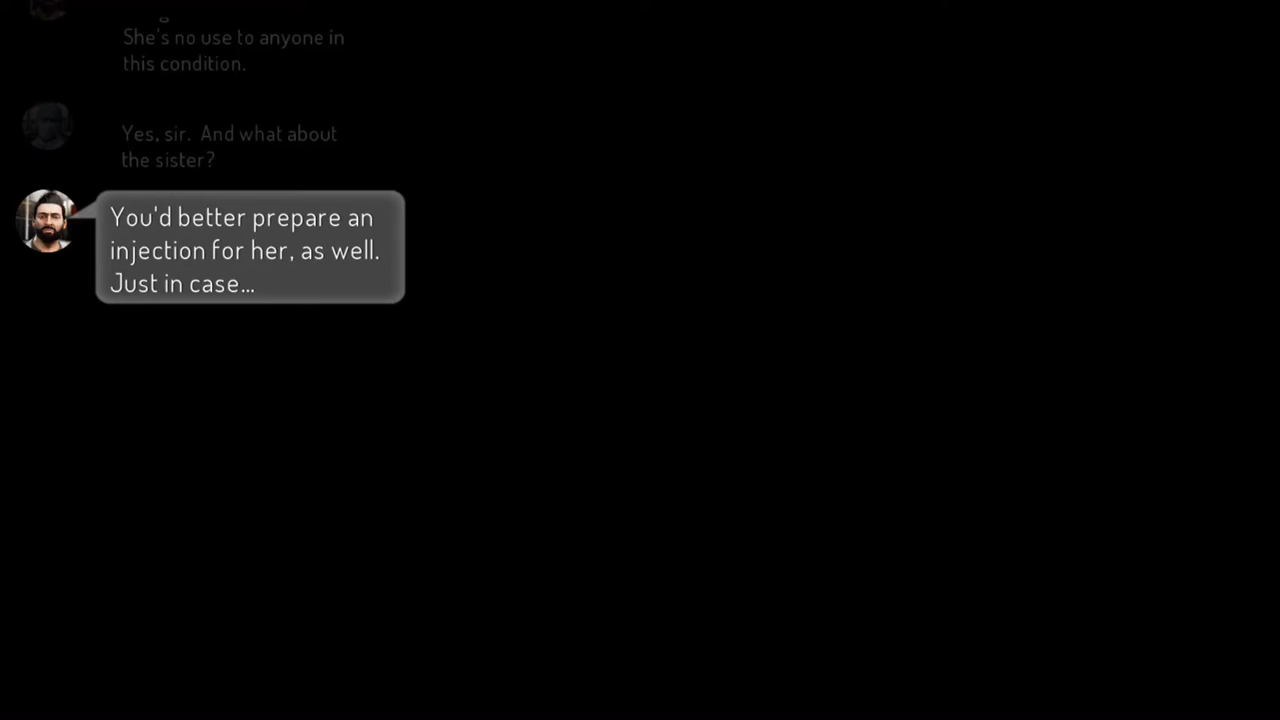 She's no use to anyone in
this condition.
Yes, sir. And what about
the sister?
You'd better prepare an
injection for her, as well.
Just in case...